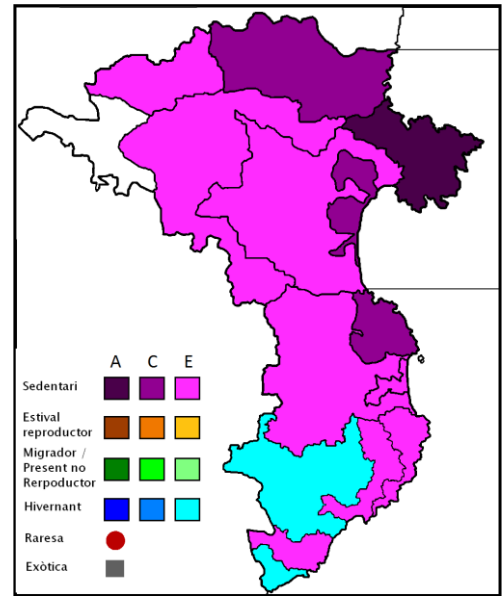 A C E
Sedentari
Estival
reproductor
Migrador /
Present no
Rerpoductor
Hivernant
Raresa
Exòtica